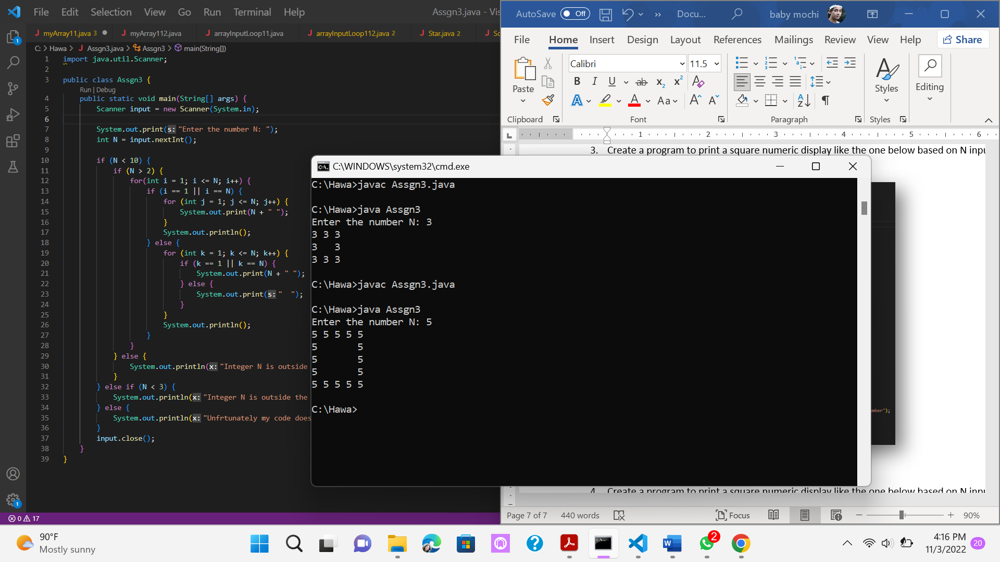 File Edit Selection View Go Run Terminal Help
Assgn3.java - Vis
myArray11.java 3
myArray112.java
arrayInputLoop11.java
arrayInputLoop112.java 2
Star.java 2
C: > Hawa > Assgn3.java > Assgn3 > main(String[])
1 import java.util.Scanner;
2
3 public class Assgn3 {
Run | Debug
4 public static void main(String[] args) {
5 Scanner input = new Scanner(System.in);
6
7 System.out.print(s: "Enter the number N: ");
8 int N = input.nextInt();
9
10 if (N < 10) {
11 if (N > 2) {
12 for(int i = 1; i <= N; i++) {
13 if (i == 1 || i == N) {
14 for (int j = 1; j <= N; j++) {
15 System.out.print(N + " ");
16 }
17 System.out.println();
18 } else {
19 for (int k = 1; k <= N; k++) {
20 if (k == 1 || k == N) {
21 System.out.print(N + " ");
22 } else {
23 System.out.print(s: "  ");
24 }
25 }
26 System.out.println();
27 }
28 }
29 } else {
30 System.out.println(x: "Integer N is outside
31 }
32 } else if (N < 3) {
33 System.out.println(x: "Integer N is outside the
34 } else {
35 System.out.println(x: "Unfrtunately my code does
36 }
37 input.close();
38 }
39 }
1
1
0 17
AutoSave Off
Docu...
baby mochi
File Home Insert Design Layout References Mailings Review View Help Share
Paste
Calibri 11.5
B I U ab x2 x2 A
A A Aa A A
Styles
Editing
Clipboard Font Paragraph Styles
1 2 3 4 5 6
3. Create a program to print a square numeric display like the one below based on N inpu
C:\WINDOWS\system32\cmd.exe
C:\Hawa>javac Assgn3.java
C:\Hawa>java Assgn3
Enter the number N: 3
3 3 3
3   3
3 3 3
C:\Hawa>javac Assgn3.java
C:\Hawa>java Assgn3
Enter the number N: 5
5 5 5 5 5
5       5
5       5
5       5
5 5 5 5 5
C:\Hawa>
4. Create a program to print a square numeric display like the one below based on N inpu
Page 7 of 7 440 words Focus 90%
90°F
Mostly sunny
2
4:16 PM
11/3/2022
20